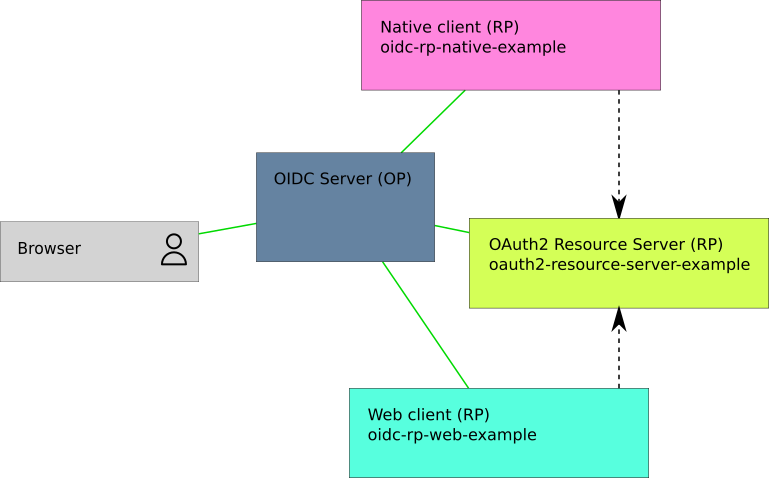 Native client (RP)
oidc-rp-native-example
OIDC Server (OP)
Browser
OAuth2 Resource Server (RP)
oauth2-resource-server-example
Web client (RP)
oidc-rp-web-example